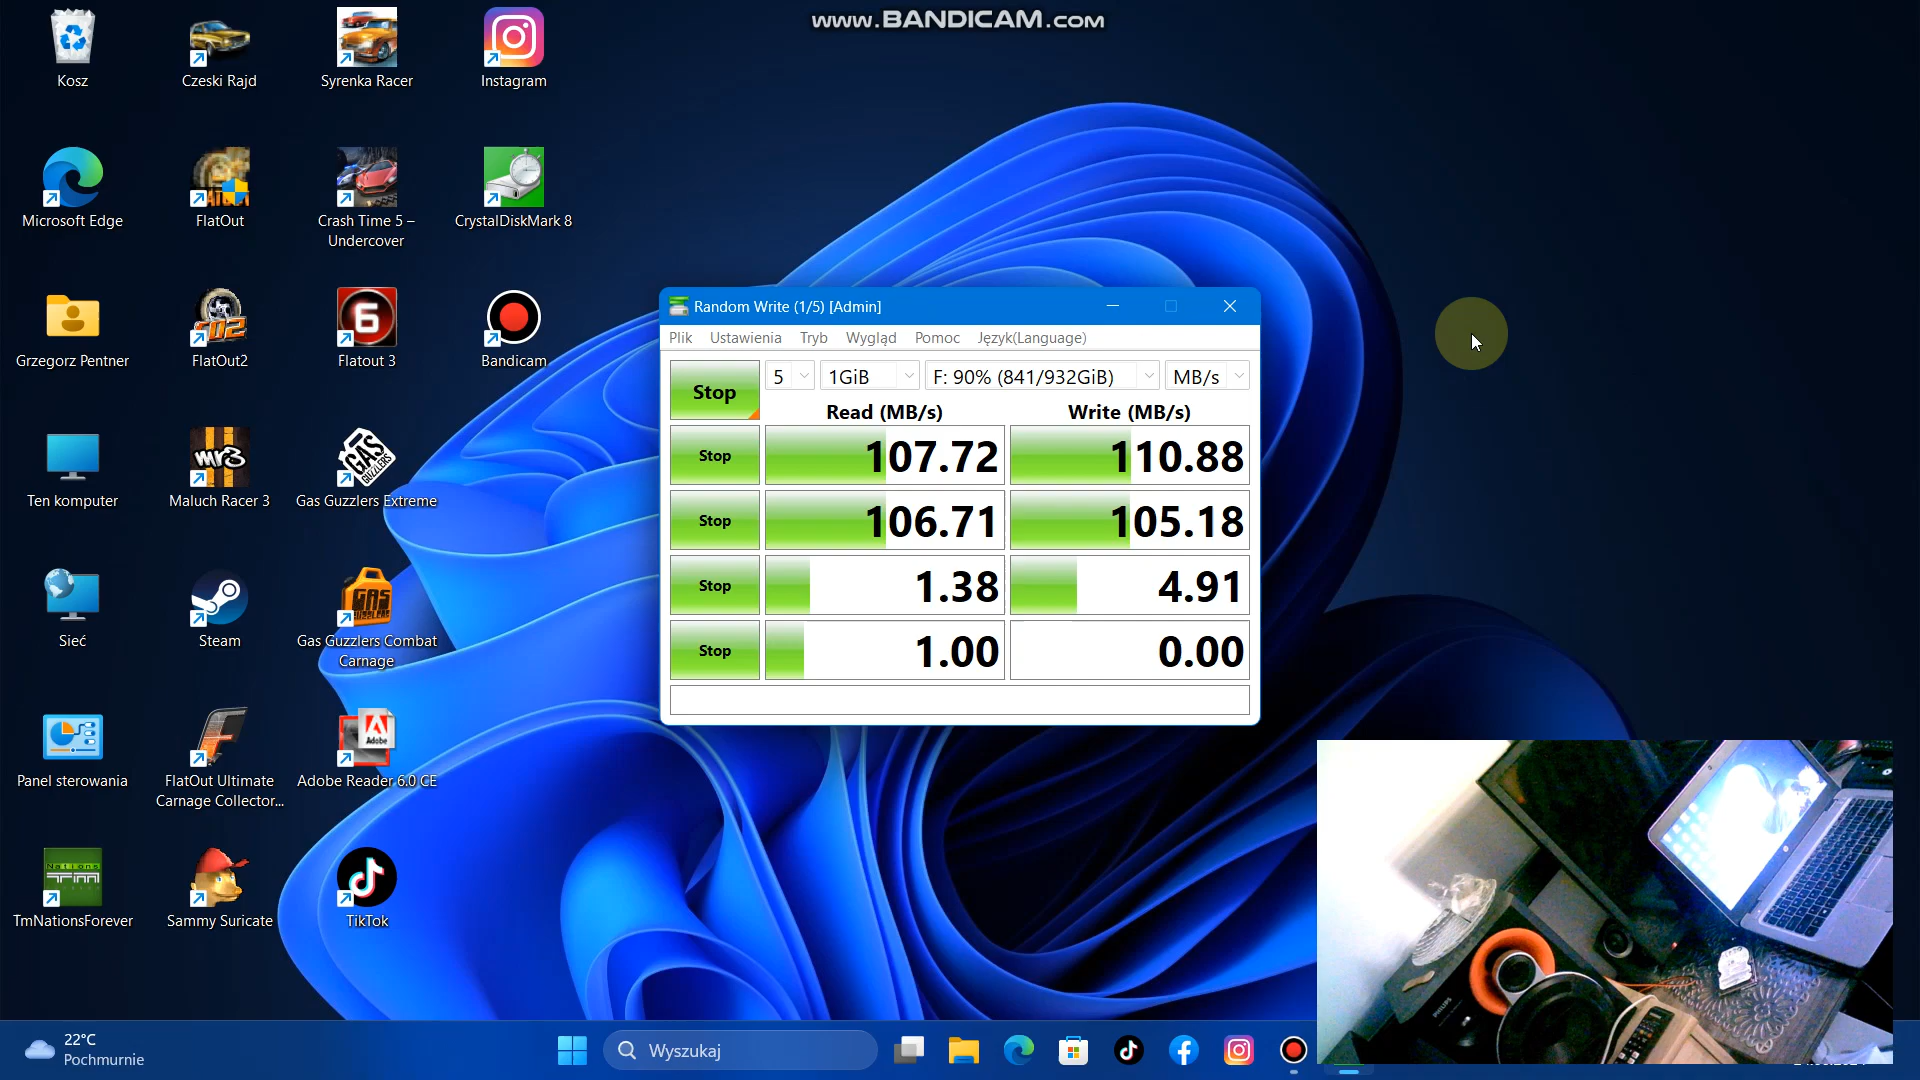 www.BANDICAM.com
Kosz
Czeski Rajd
Syrenka Racer
Instagram
Microsoft Edge
FlatOut
Crash Time 5 –
Undercover
CrystalDiskMark 8
Grzegorz Pentner
FlatOut2
Flatout 3
Bandicam
Ten komputer
Maluch Racer 3
Gas Guzzlers Extreme
Sieć
Steam
Gas Guzzlers Combat
Carnage
Panel sterowania
FlatOut Ultimate
Carnage Collector...
Adobe Reader 6.0 CE
TmNationsForever
Sammy Suricate
TikTok
Random Write (1/5) [Admin]
Plik Ustawienia Tryb Wygląd Pomoc Język(Language)
Stop 5 1GiB F: 90% (841/932GiB) MB/s
Read (MB/s) Write (MB/s)
Stop 107.72 110.88
Stop 106.71 105.18
Stop 1.38 4.91
Stop 1.00 0.00
PHILIPS
22°C
Pochmurnie
Wyszukaj